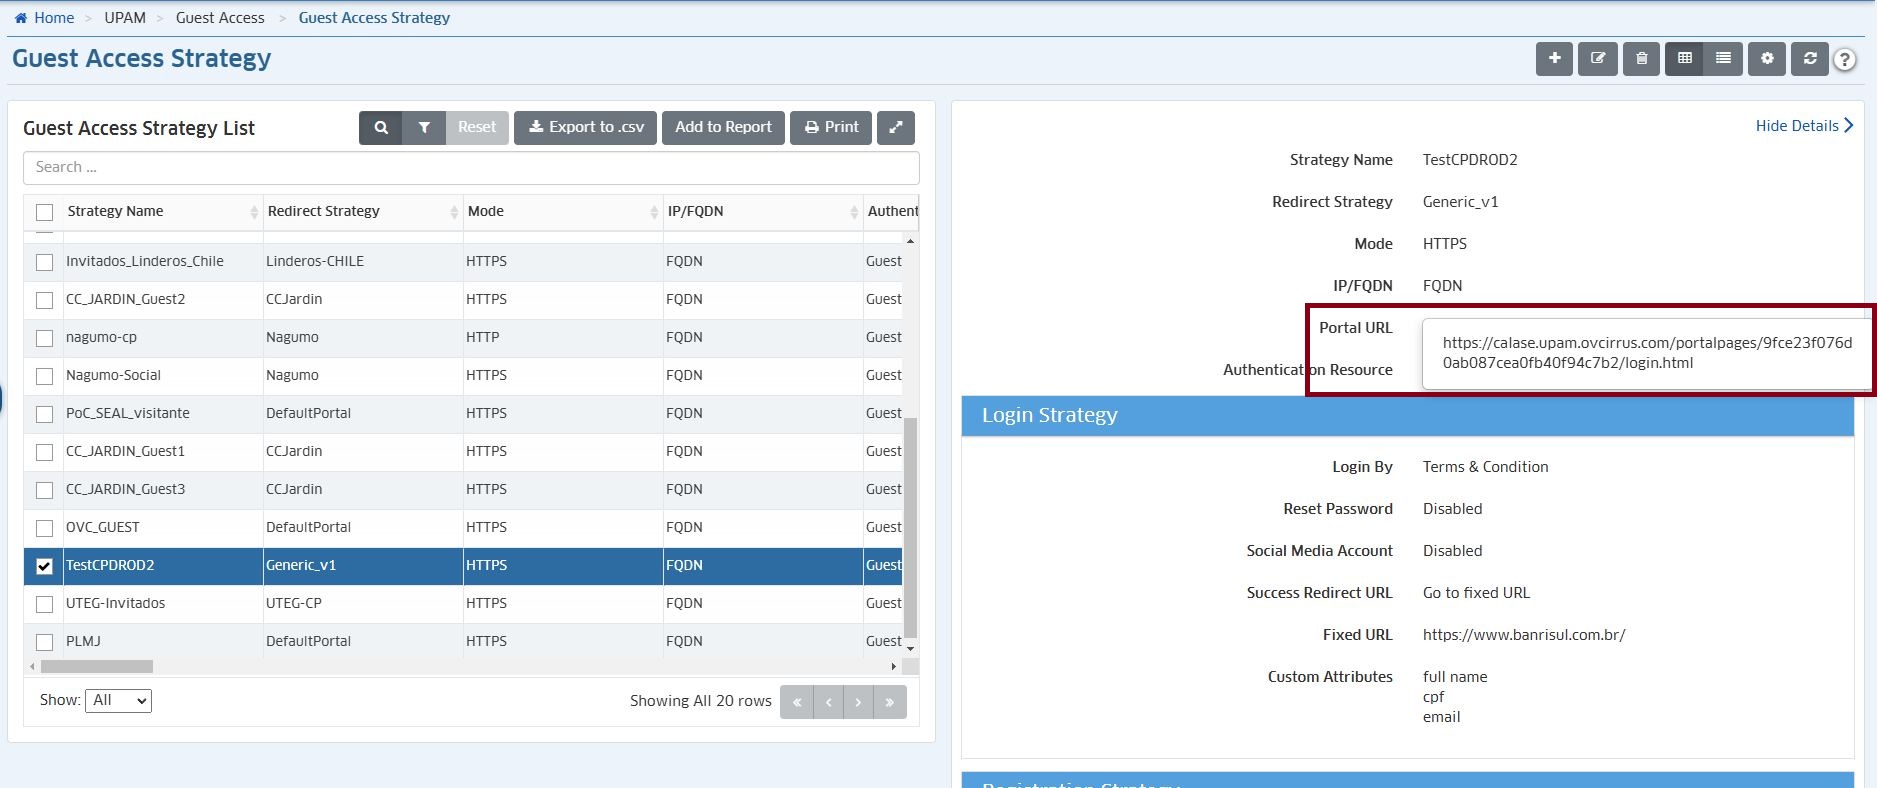 Home > UPAM > Guest Access > Guest Access Strategy
Guest Access Strategy
?
Guest Access Strategy List
Reset
Export to .csv
Add to Report
Print
Search ...
Strategy Name Redirect Strategy Mode IP/FQDN Authent
Invitados_Linderos_Chile Linderos-CHILE HTTPS FQDN Guest
CC_JARDIN_Guest2 CCJardin HTTPS FQDN Guest
nagumo-cp Nagumo HTTP FQDN Guest
Nagumo-Social Nagumo HTTPS FQDN Guest
PoC_SEAL_visitante DefaultPortal HTTPS FQDN Guest
CC_JARDIN_Guest1 CCJardin HTTPS FQDN Guest
CC_JARDIN_Guest3 CCJardin HTTPS FQDN Guest
OVC_GUEST DefaultPortal HTTPS FQDN Guest
TestCPDROD2 Generic_v1 HTTPS FQDN Guest
UTEG-Invitados UTEG-CP HTTPS FQDN Guest
PLMJ DefaultPortal HTTPS FQDN Guest
Show: All
Showing All 20 rows
« ‹ › »
Hide Details
Strategy Name TestCPDROD2
Redirect Strategy Generic_v1
Mode HTTPS
IP/FQDN FQDN
Portal URL
https://calase.upam.ovcirrus.com/portalpages/9fce23f076d
0ab087cea0fb40f94c7b2/login.html
Authentication Resource
Login Strategy
Login By Terms & Condition
Reset Password Disabled
Social Media Account Disabled
Success Redirect URL Go to fixed URL
Fixed URL https://www.banrisul.com.br/
Custom Attributes full name
cpf
email
Registration Strategy